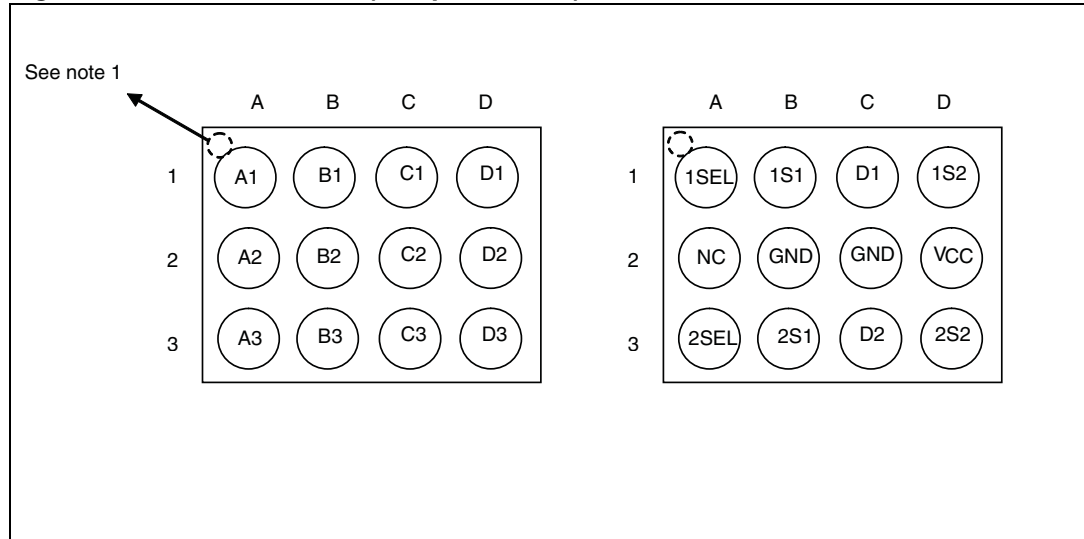 See note 1
A B C D A B C D
1 A1 B1 C1 D1 1 1SEL 1S1 D1 1S2
2 A2 B2 C2 D2 2 NC GND GND VCC
3 A3 B3 C3 D3 3 2SEL 2S1 D2 2S2